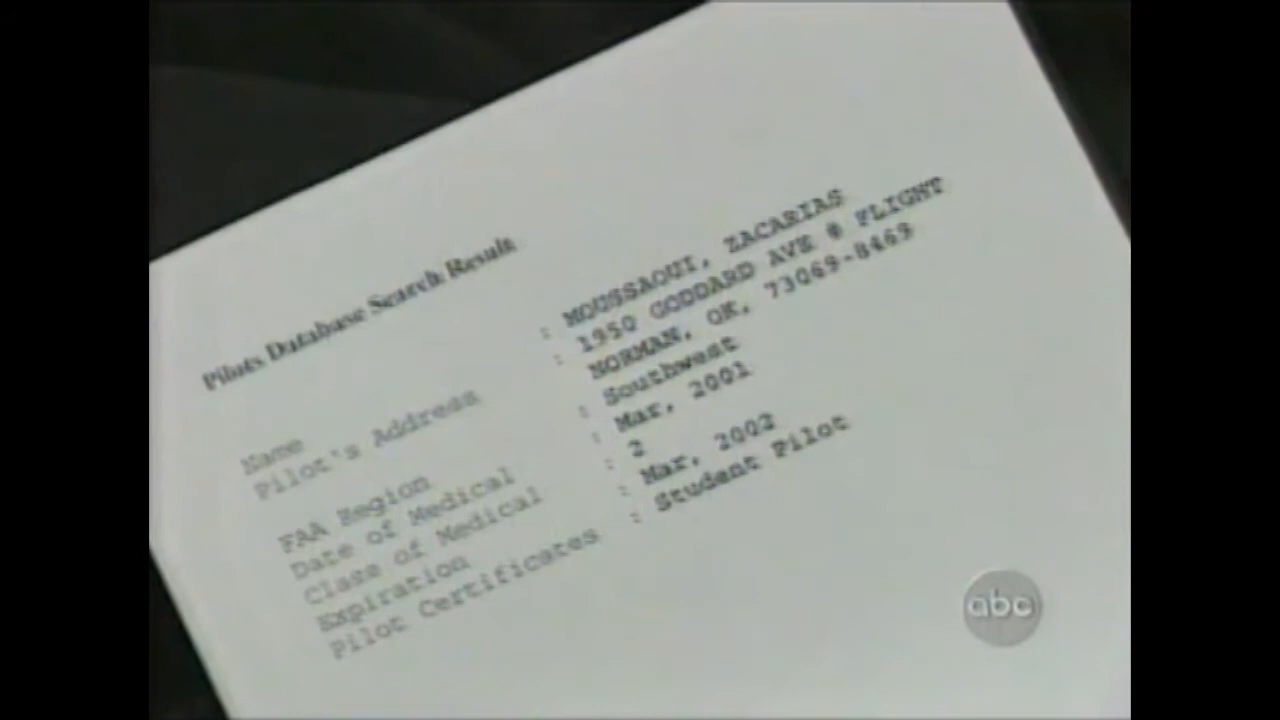 Pilots Database Search Result
Name : MOUSSAOUI, ZACARIAS
Pilot's Address : 1950 GODDARD AVE @ FLIGHT
NORMAN, OK, 73069-8469
FAA Region : Southwest
Date of Medical : Mar, 2001
Class of Medical : 2
Expiration : Mar, 2002
Pilot Certificates : Student Pilot
abc